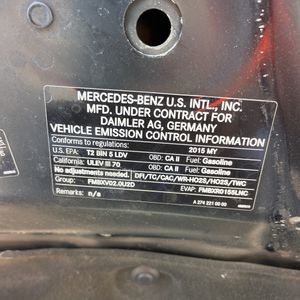 MERCEDES-BENZ U.S. INTL., INC.
MFD. UNDER CONTRACT FOR
DAIMLER AG, GERMANY
VEHICLE EMISSION CONTROL INFORMATION
Conforms to regulations: 2015 MY
U.S. EPA: T2 BIN 5 LDV OBD: CA II Fuel: Gasoline
California: ULEV III 70 OBD: CA II Fuel: Gasoline
No adjustments needed. DFI/TC/CAC/WR-HO2S/HO2S/TWC
Group: FMBXV02.0U2D EVAP: FMBXR0155LNC
Remarks: n/a
A 274 221 00 00